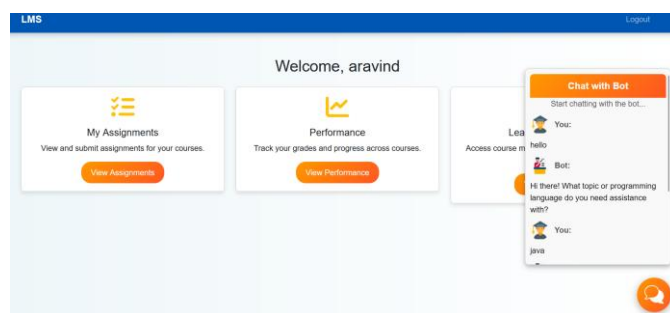 LMS
Logout
Welcome, aravind
My Assignments
View and submit assignments for your courses.
View Assignments
Performance
Track your grades and progress across courses.
View Performance
Lea
Access course m
Chat with Bot
Start chatting with the bot...
You:
hello
Bot:
Hi there! What topic or programming
language do you need assistance
with?
You:
java